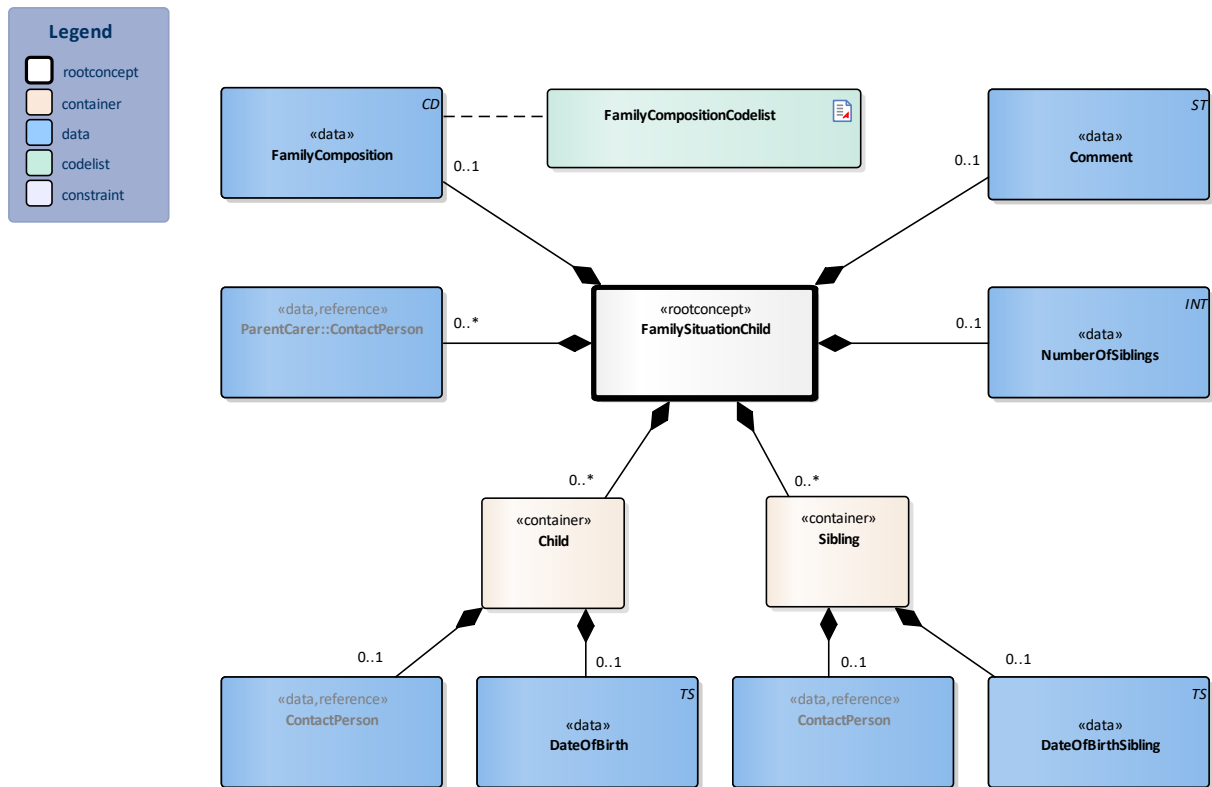 Legend
rootconcept
container
data
codelist
constraint
CD
«data»
FamilyComposition
0..1
FamilyCompositionCodelist
ST
«data»
Comment
0..1
«data,reference»
ParentCarer::ContactPerson
0..*
«rootconcept»
FamilySituationChild
INT
«data»
NumberOfSiblings
0..1
0..*
«container»
Child
0..*
«container»
Sibling
0..1
«data,reference»
ContactPerson
0..1
TS
«data»
DateOfBirth
0..1
«data,reference»
ContactPerson
0..1
TS
«data»
DateOfBirthSibling